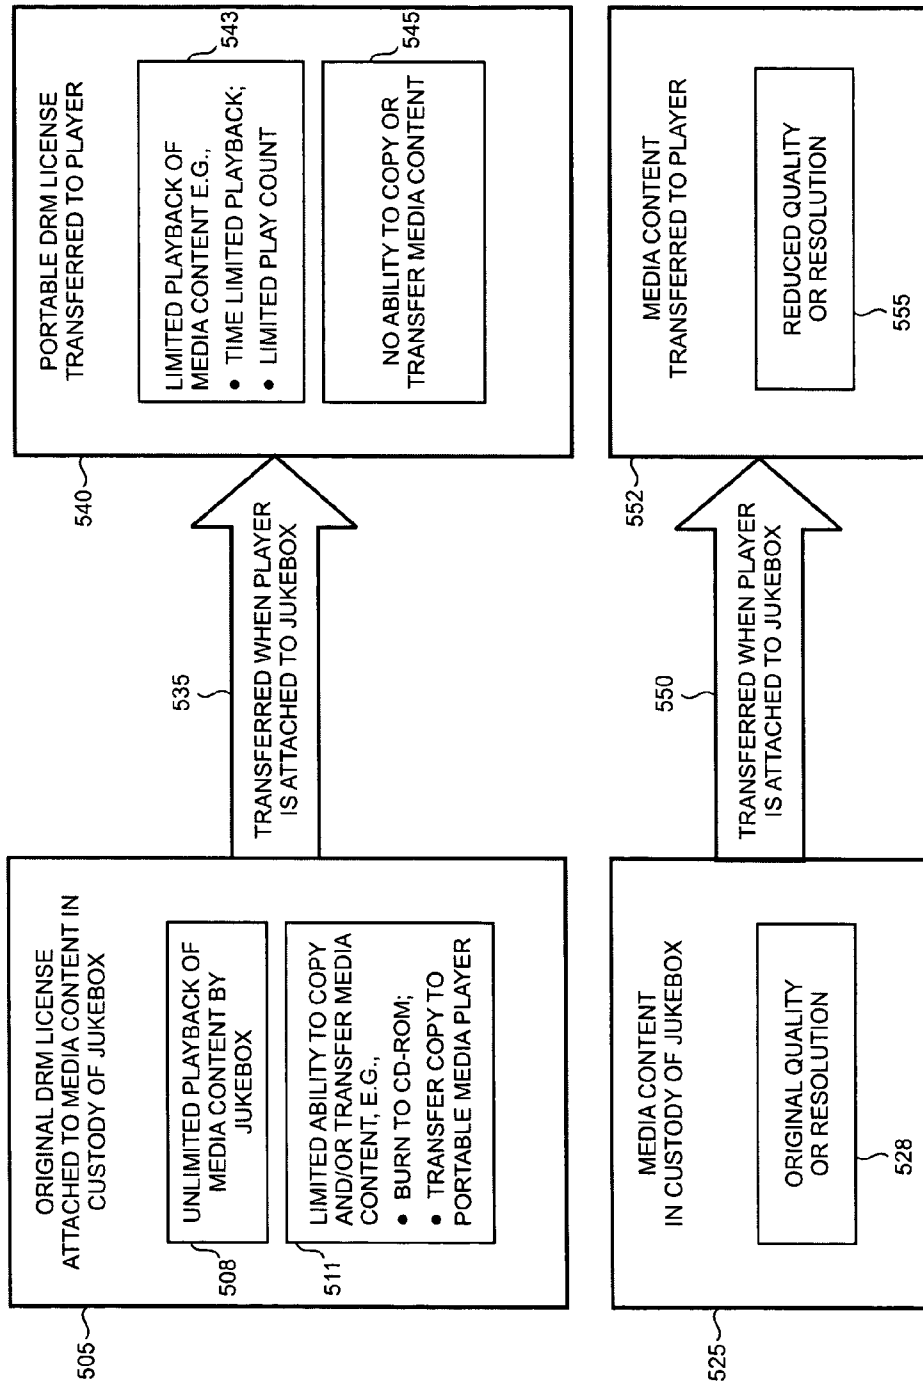 ORIGINAL DRM LICENSE
ATTACHED TO MEDIA CONTENT IN
CUSTODY OF JUKEBOX
UNLIMITED PLAYBACK OF
MEDIA CONTENT BY
JUKEBOX
508
LIMITED ABILITY TO COPY
AND/OR TRANSFER MEDIA
CONTENT, E.G.,
• BURN TO CD-ROM;
• TRANSFER COPY TO
PORTABLE MEDIA PLAYER
511
505
535
TRANSFERRED WHEN PLAYER
IS ATTACHED TO JUKEBOX
PORTABLE DRM LICENSE
TRANSFERRED TO PLAYER
543
LIMITED PLAYBACK OF
MEDIA CONTENT E.G.,
• TIME LIMITED PLAYBACK;
• LIMITED PLAY COUNT
545
NO ABILITY TO COPY OR
TRANSFER MEDIA CONTENT
540
MEDIA CONTENT
IN CUSTODY OF JUKEBOX
ORIGINAL QUALITY
OR RESOLUTION
528
525
TRANSFERRED WHEN PLAYER
IS ATTACHED TO JUKEBOX
550
MEDIA CONTENT
TRANSFERRED TO PLAYER
REDUCED QUALITY
OR RESOLUTION
555
552